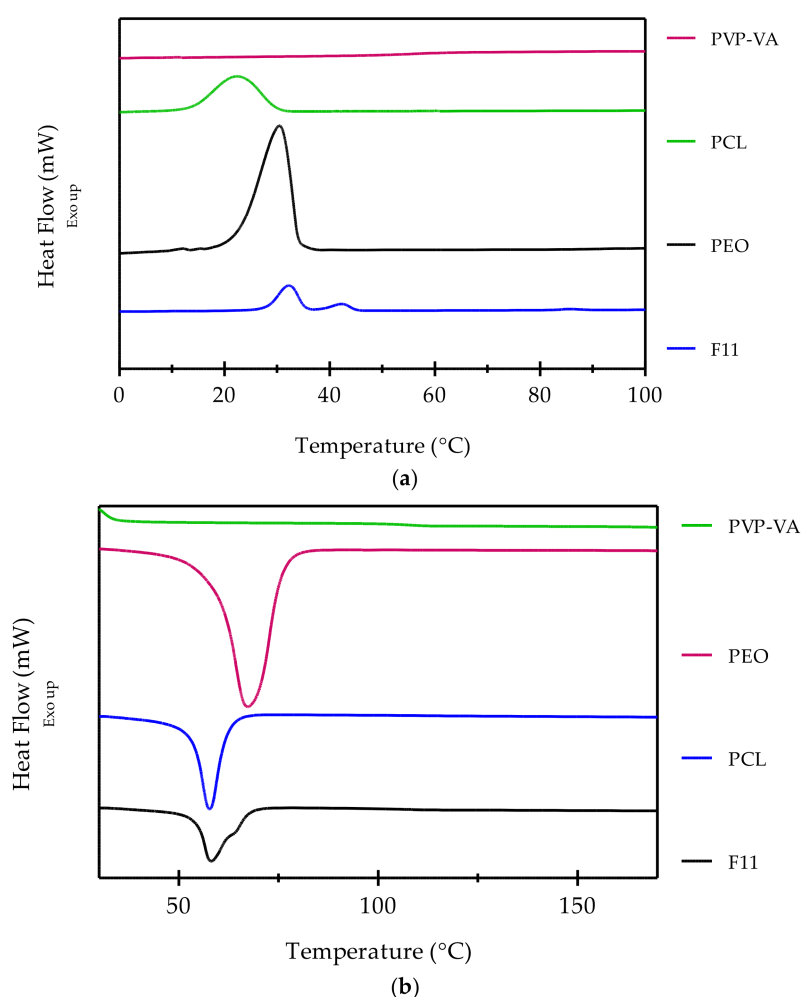 PVP-VA
PCL
PEO
F11
Heat Flow (mW)
Exo up
0 20 40 60 80 100
Temperature (°C)
(a)
PVP-VA
PEO
PCL
F11
Heat Flow (mW)
Exo up
50 100 150
Temperature (°C)
(b)